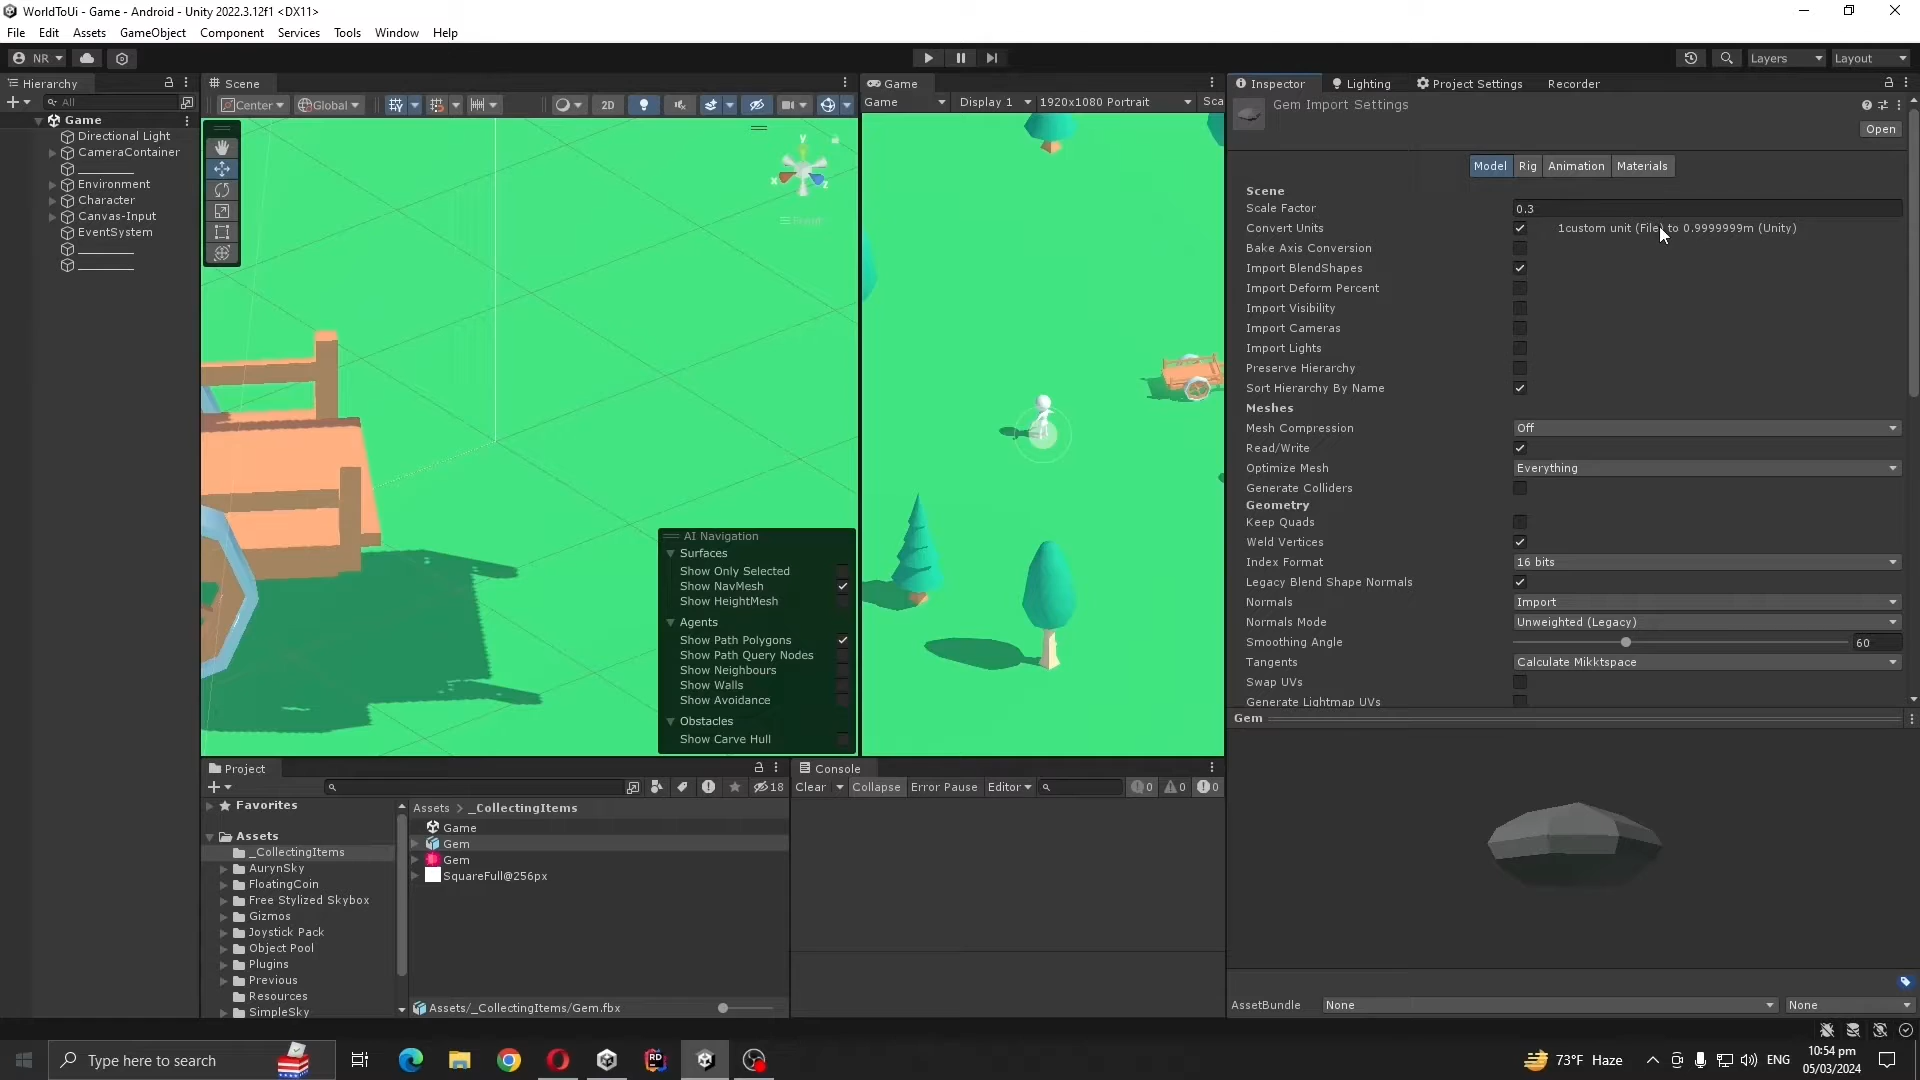 WorldToUi - Game - Android - Unity 2022.3.12f1 <DX11>
File Edit Assets GameObject Component Services Tools Window Help
NR
Layers Layout
Hierarchy
All
Game
Directional Light
CameraContainer
________
Environment
Character
Canvas-Input
EventSystem
________
________
Scene
Center Global 2D
y
x
z
Front
AI Navigation
Surfaces
Show Only Selected
Show NavMesh
Show HeightMesh
Agents
Show Path Polygons
Show Path Query Nodes
Show Neighbours
Show Walls
Show Avoidance
Obstacles
Show Carve Hull
Game
Game Display 1 1920x1080 Portrait Sca
Inspector Lighting Project Settings Recorder
Gem Import Settings
Open
Model Rig Animation Materials
Scene
Scale Factor 0.3
Convert Units 1custom unit (File) to 0.9999999m (Unity)
Bake Axis Conversion
Import BlendShapes
Import Deform Percent
Import Visibility
Import Cameras
Import Lights
Preserve Hierarchy
Sort Hierarchy By Name
Meshes
Mesh Compression Off
Read/Write
Optimize Mesh Everything
Generate Colliders
Geometry
Keep Quads
Weld Vertices
Index Format 16 bits
Legacy Blend Shape Normals
Normals Import
Normals Mode Unweighted (Legacy)
Smoothing Angle 60
Tangents Calculate Mikktspace
Swap UVs
Generate Lightmap UVs
Gem
AssetBundle None None
Project
18
Favorites
Assets
_CollectingItems
AurynSky
FloatingCoin
Free Stylized Skybox
Gizmos
Joystick Pack
Object Pool
Plugins
Previous
Resources
SimpleSky
Assets > _CollectingItems
Game
Gem
Gem
SquareFull@256px
Assets/_CollectingItems/Gem.fbx
Console
Clear Collapse Error Pause Editor 0 0 0
Type here to search
RD
73°F Haze
ENG
10:54 pm
05/03/2024